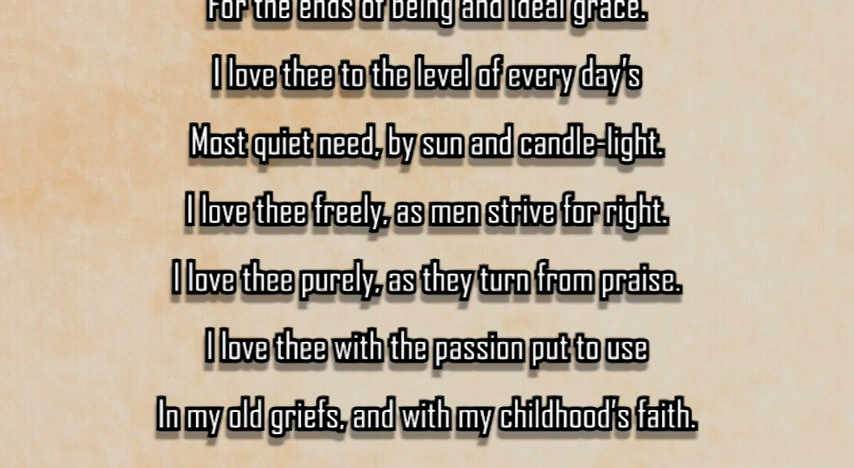 For the ends of being and ideal grace.
I love thee to the level of every day's
Most quiet need, by sun and candle-light.
I love thee freely, as men strive for right.
I love thee purely, as they turn from praise.
I love thee with the passion put to use
In my old griefs, and with my childhood's faith.